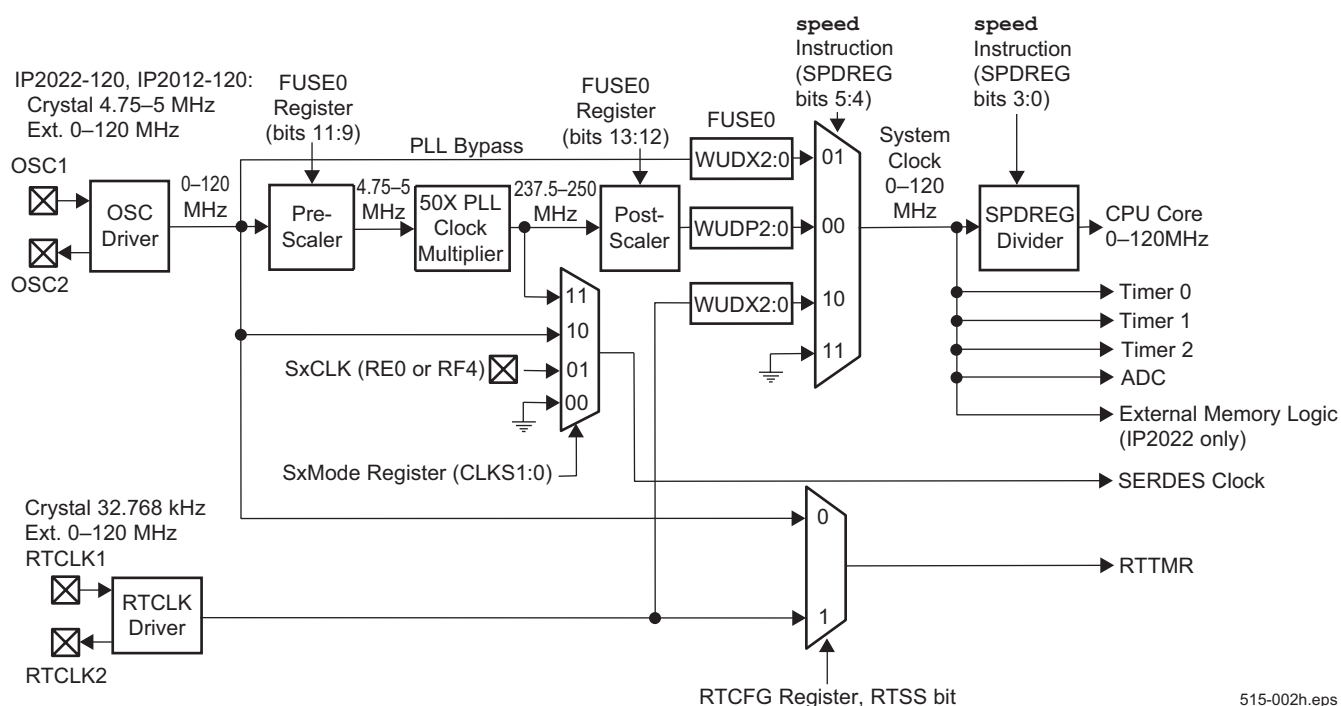 IP2022-120, IP2012-120:
Crystal 4.75–5 MHz
Ext. 0–120 MHz
OSC1
OSC2
OSC
Driver
0–120
MHz
FUSE0
Register
(bits 11:9)
Pre-
Scaler
4.75–5
MHz
PLL Bypass
50X PLL
Clock
Multiplier
237.5–250
MHz
FUSE0
Register
(bits 13:12)
Post-
Scaler
FUSE0
WUDX2:0
WUDP2:0
WUDX2:0
speed
Instruction
(SPDREG
bits 5:4)
01
00
10
11
System
Clock
0–120
MHz
speed
Instruction
(SPDREG
bits 3:0)
SPDREG
Divider
CPU Core
0–120MHz
Timer 0
Timer 1
Timer 2
ADC
External Memory Logic
(IP2022 only)
11
10
01
00
SxCLK (RE0 or RF4)
SxMode Register (CLKS1:0)
SERDES Clock
Crystal 32.768 kHz
Ext. 0–120 MHz
RTCLK1
RTCLK2
RTCLK
Driver
0
1
RTTMR
RTCFG Register, RTSS bit
515-002h.eps